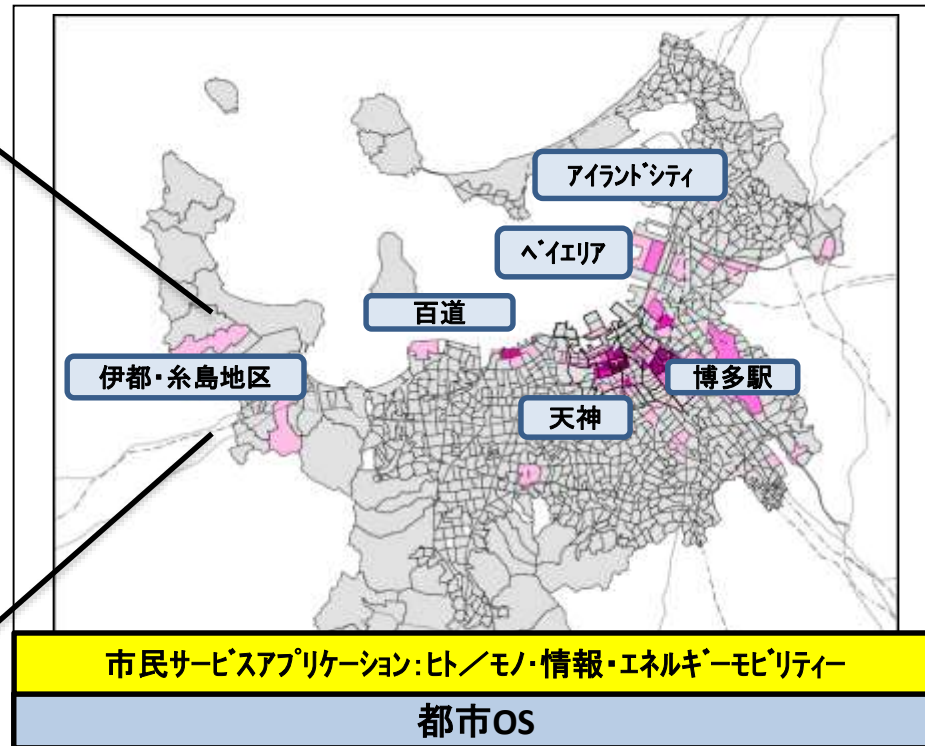 アイランドシティ
ベイエリア
百道
伊都・糸島地区
博多駅
天神
市民サービスアプリケーション:ヒト／モノ・情報・エネルギーモビリティー
都市OS